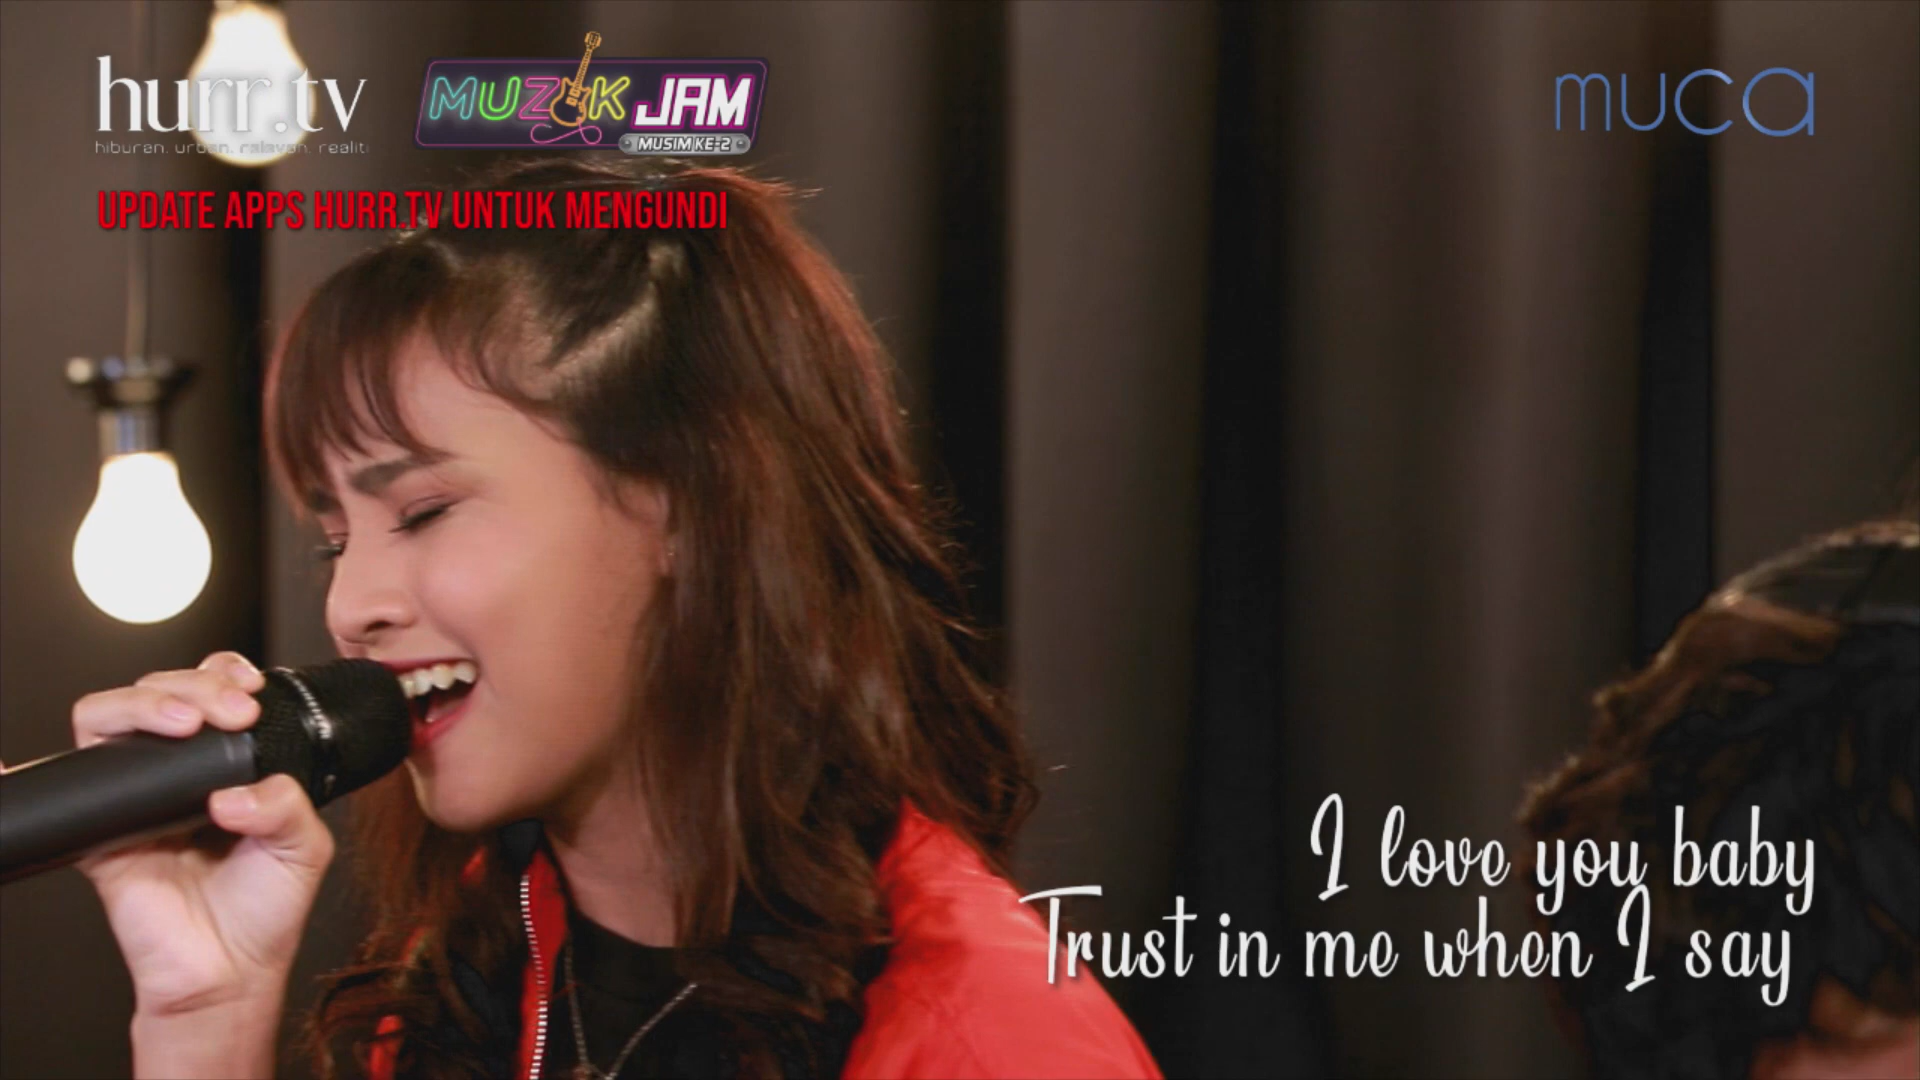 hurr.tv
hiburan. urban. relevan. realiti
MUZIK JAM
MUSIM KE-2
muca
UPDATE APPS HURR.TV UNTUK MENGUNDI
I love you baby
Trust in me when I say